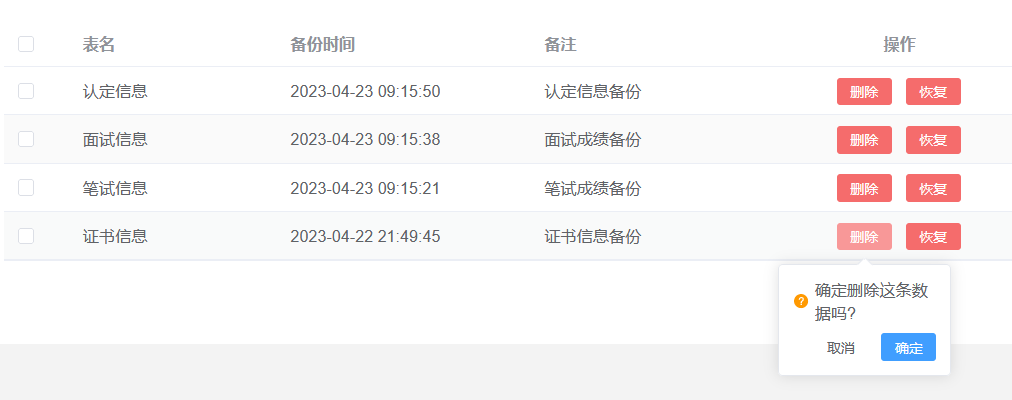 表名 备份时间 备注 操作
认定信息 2023-04-23 09:15:50 认定信息备份 删除 恢复
面试信息 2023-04-23 09:15:38 面试成绩备份 删除 恢复
笔试信息 2023-04-23 09:15:21 笔试成绩备份 删除 恢复
证书信息 2023-04-22 21:49:45 证书信息备份 删除 恢复
确定删除这条数
据吗?
取消 确定